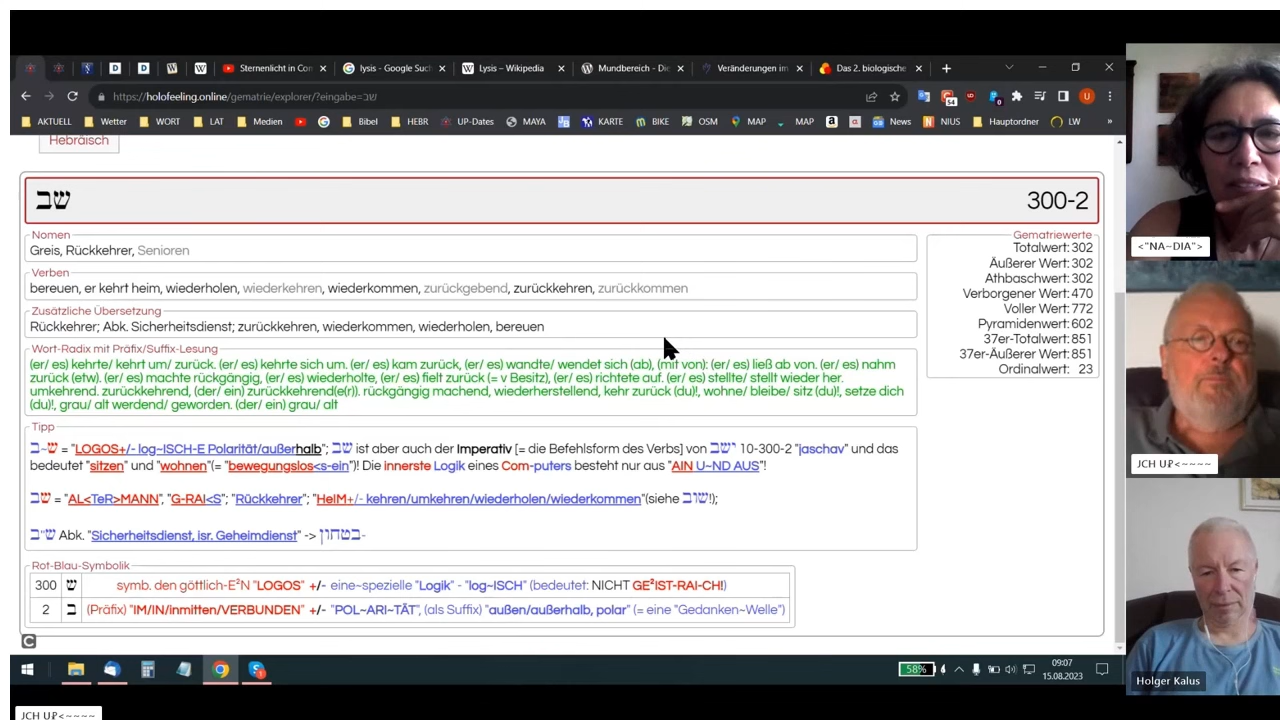 Sternenlicht in Con
lysis - Google Suc
Lysis – Wikipedia
Mundbereich - Die
Veränderungen im
Das 2. biologische
https://holofeeling.online/gematrie/explorer/?eingabe=שב
AKTUELL Wetter WORT LAT Medien Bibel HEBR UP-Dates MAYA KARTE BIKE OSM MAP MAP News NIUS Hauptordner LW »
Hebräisch
שב 300-2
Nomen
Greis, Rückkehrer, Senioren
Verben
bereuen, er kehrt heim, wiederholen, wiederkehren, wiederkommen, zurückgebend, zurückkehren, zurückkommen
Zusätzliche Übersetzung
Rückkehrer; Abk. Sicherheitsdienst; zurückkehren, wiederkommen, wiederholen, bereuen
Wort-Radix mit Präfix/Suffix-Lesung
(er/ es) kehrte/ kehrt um/ zurück. (er/ es) kehrte sich um. (er/ es) kam zurück, (er/ es) wandte/ wendet sich (ab), (mit von): (er/ es) ließ ab von. (er/ es) nahm
zurück (etw). (er/ es) machte rückgängig, (er/ es) wiederholte, (er/ es) fielt zurück (= v Besitz), (er/ es) richtete auf. (er/ es) stellte/ stellt wieder her.
umkehrend. zurückkehrend, (der/ ein) zurückkehrend(e(r)). rückgängig machend, wiederherstellend, kehr zurück (du)!, wohne/ bleibe/ sitz (du)!, setze dich
(du)!, grau/ alt werdend/ geworden. (der/ ein) grau/ alt
Tipp
ש~ב = "LOGOS+/- log~ISCH-E Polarität/außerhalb"; שב ist aber auch der Imperativ [= die Befehlsform des Verbs] von ישב 10-300-2 "jaschav" und das
bedeutet "sitzen" und "wohnen"(= "bewegungslos<s-ein")! Die innerste Logik eines Com-puters besteht nur aus "AIN U~ND AUS"!
שב = "AL<TeR>MANN", "G-RAI<S"; "Rückkehrer"; "HeIM+/- kehren/umkehren/wiederholen/wiederkommen"(siehe שוב!);
ש"ב Abk. "Sicherheitsdienst, isr. Geheimdienst" -> בטחון-
Rot-Blau-Symbolik
300 ש symb. den göttlich-E²N "LOGOS" +/- eine~spezielle "Logik" - "log~ISCH" (bedeutet: NICHT GE²IST-RAI-CH!)
2 ב (Präfix) "IM/IN/inmitten/VERBUNDEN" +/- "POL~ARI~TÄT", (als Suffix) "außen/außerhalb, polar" (= eine "Gedanken~Welle")
Gematriewerte
Totalwert: 302
Äußerer Wert: 302
Athbaschwert: 302
Verborgener Wert: 470
Voller Wert: 772
Pyramidenwert: 602
37er-Totalwert: 851
37er-Äußerer Wert: 851
Ordinalwert: 23
58%
09:07
15.08.2023
<"NA~DIA">
JCH UP<~~~~
Holger Kalus
JCH UP<~~~~